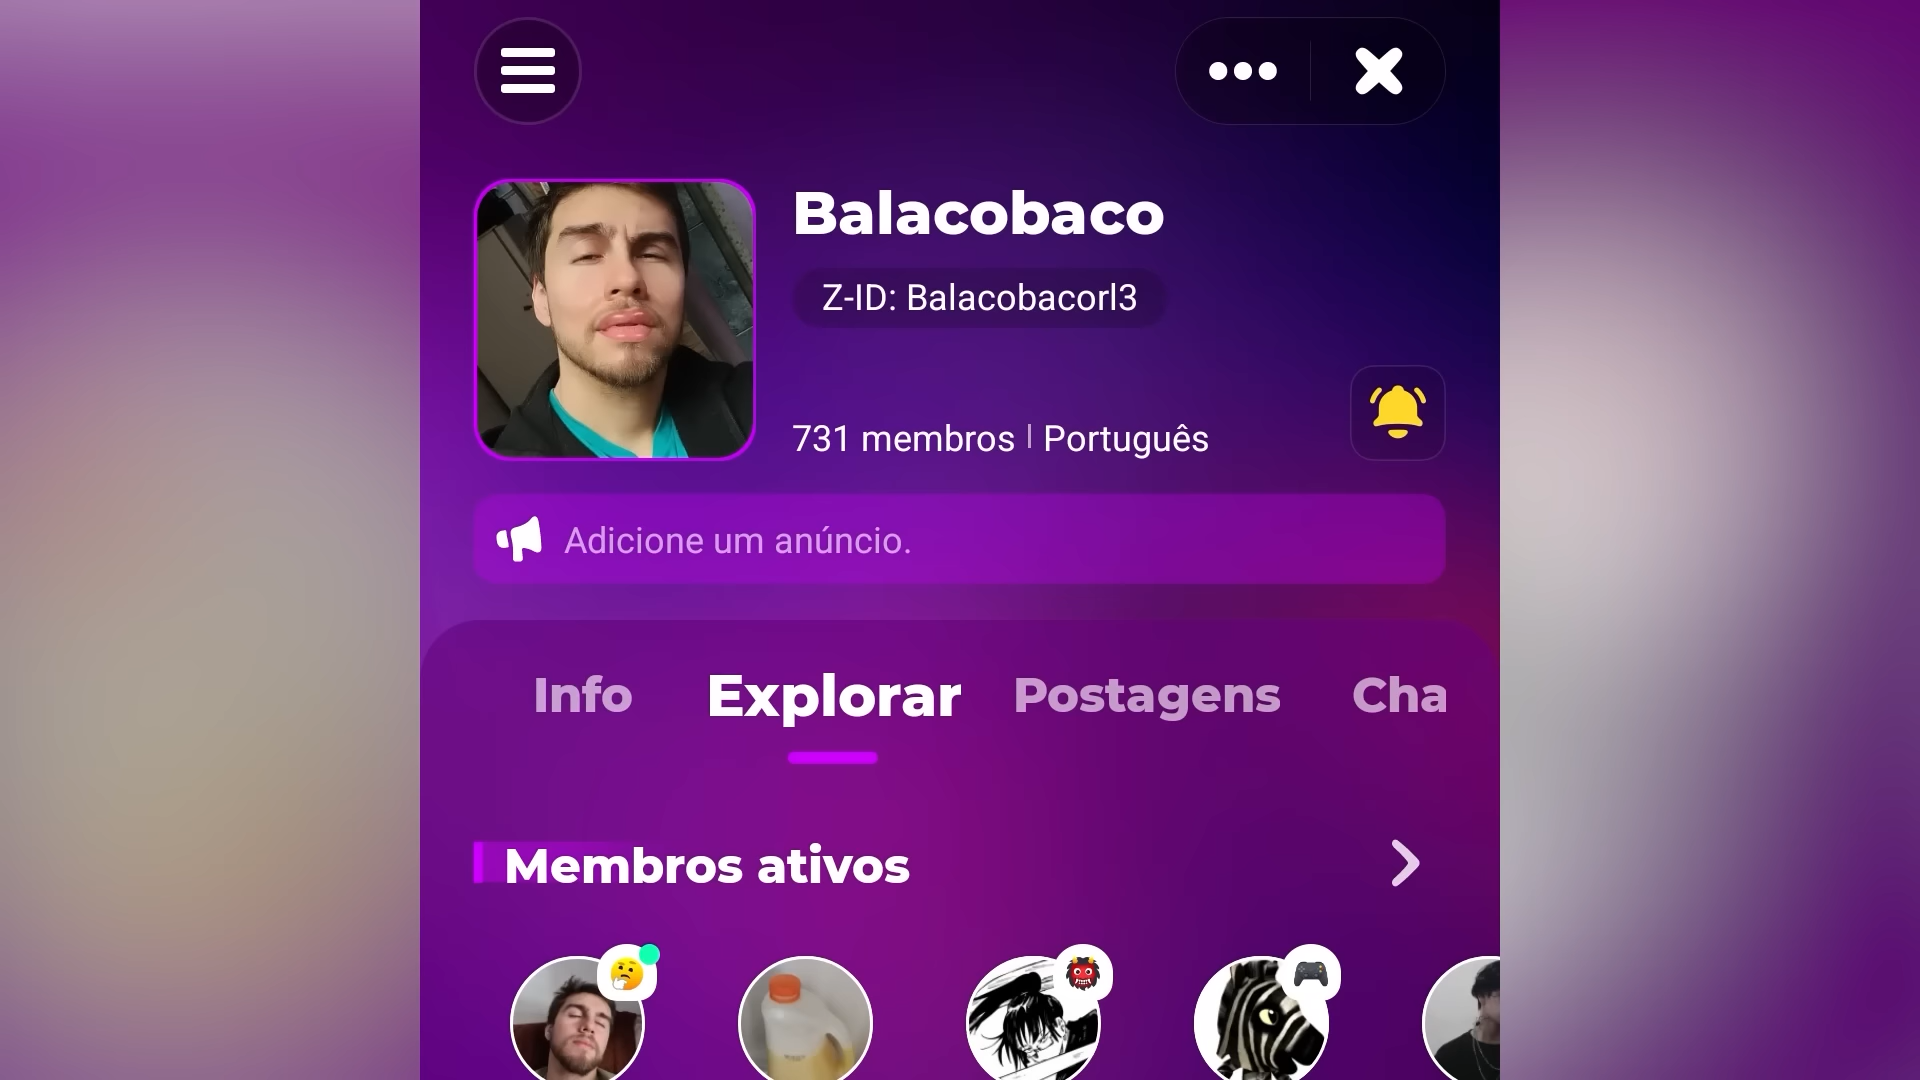 Balacobaco
Z-ID: Balacobacorl3
731 membros | Português
Adicione um anúncio.
Info Explorar Postagens Cha
Membros ativos